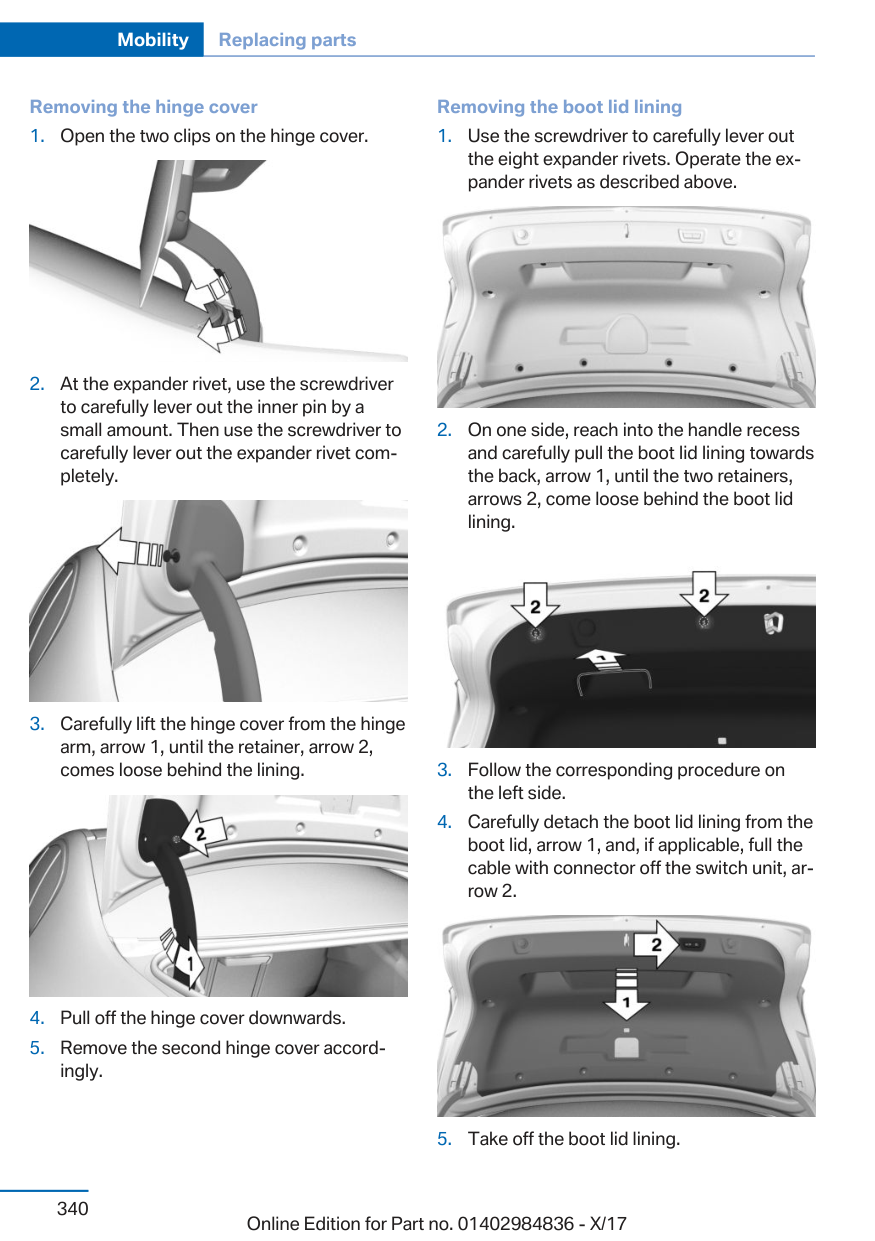 Mobility Replacing parts
Removing the hinge cover
1. Open the two clips on the hinge cover.
2. At the expander rivet, use the screwdriver
to carefully lever out the inner pin by a
small amount. Then use the screwdriver to
carefully lever out the expander rivet com-
pletely.
3. Carefully lift the hinge cover from the hinge
arm, arrow 1, until the retainer, arrow 2,
comes loose behind the lining.
2
1
4. Pull off the hinge cover downwards.
5. Remove the second hinge cover accord-
ingly.
Removing the boot lid lining
1. Use the screwdriver to carefully lever out
the eight expander rivets. Operate the ex-
pander rivets as described above.
2. On one side, reach into the handle recess
and carefully pull the boot lid lining towards
the back, arrow 1, until the two retainers,
arrows 2, come loose behind the boot lid
lining.
2 2
1
3. Follow the corresponding procedure on
the left side.
4. Carefully detach the boot lid lining from the
boot lid, arrow 1, and, if applicable, full the
cable with connector off the switch unit, ar-
row 2.
2
1
5. Take off the boot lid lining.
340
Online Edition for Part no. 01402984836 - X/17